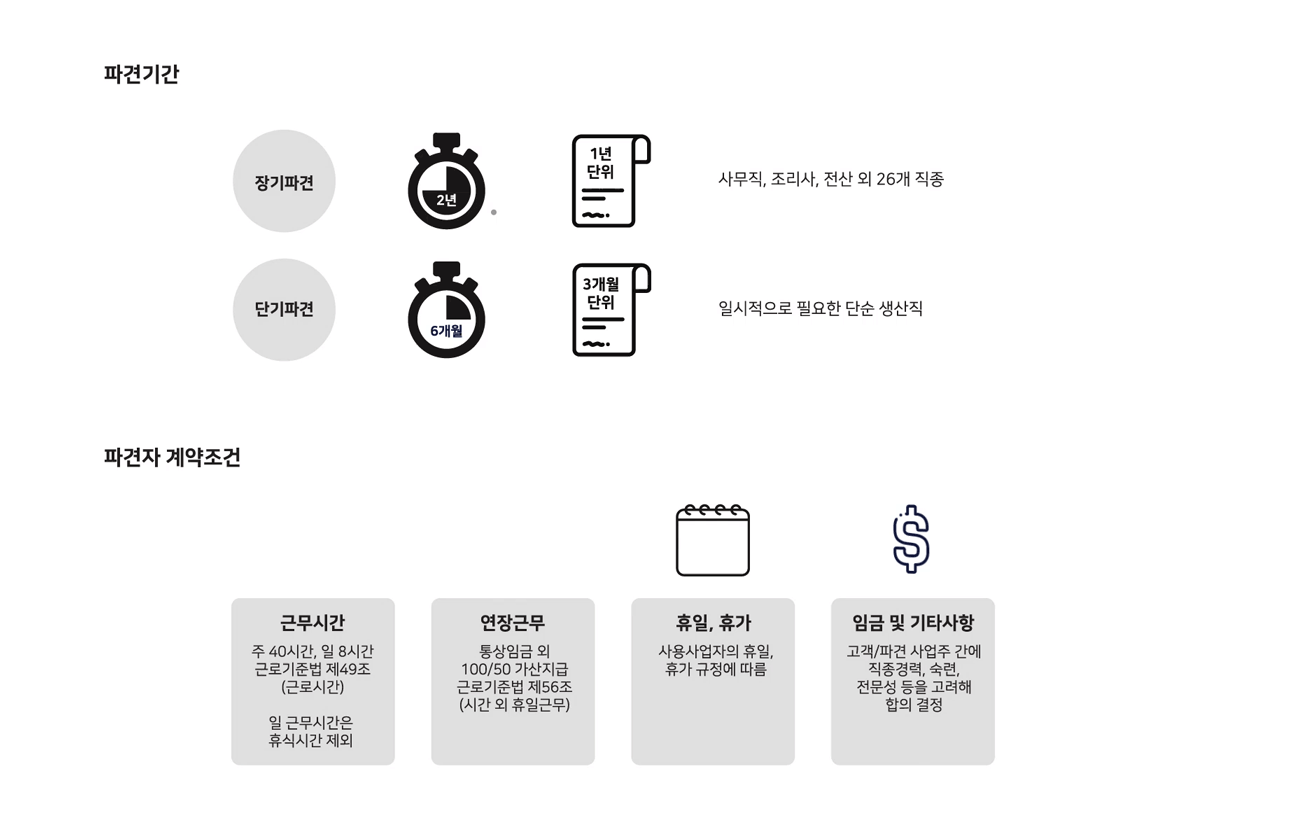 파견기간
장기파견
2년
1년
단위
사무직, 조리사, 전산 외 26개 직종
단기파견
6개월
3개월
단위
일시적으로 필요한 단순 생산직
파견자 계약조건
근무시간
주 40시간, 일 8시간
근로기준법 제49조
(근로시간)
일 근무시간은
휴식시간 제외
연장근무
통상임금 외
100/50 가산지급
근로기준법 제56조
(시간 외 휴일근무)
휴일, 휴가
사용사업자의 휴일,
휴가 규정에 따름
임금 및 기타사항
고객/파견 사업주 간에
직종경력, 숙련,
전문성 등을 고려해
합의 결정